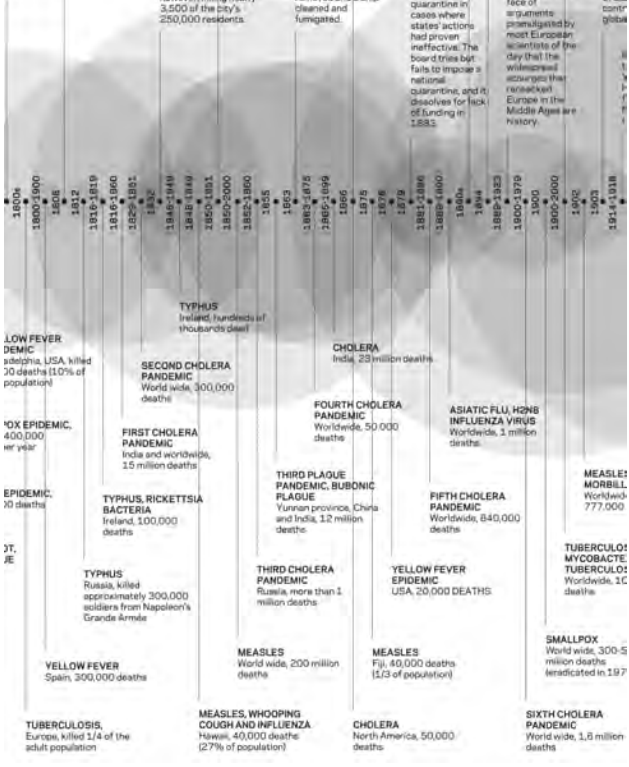 3,500 of the city's
250,000 residents.
cleaned and
fumigated.
quarantine in
cases where
states' actions
had proven
ineffective. The
board tries but
fails to impose a
national
quarantine, and it
dissolves for lack
of funding in
1883.
face of
arguments
promulgated by
most European
scientists of the
day that the
widespread
scourges that
ransacked
Europe in the
Middle Ages are
history.
contr
globa
1800s
1800-1900
1808
1812
1816-1819
1816-1860
1829-1851
1832
1846-1849
1848-1849
1850-1851
1850-2000
1852-1860
1855
1863
1863-1875
1865-1899
1866
1875
1878
1879
1881-1896
1889-1890
1890s
1894
1899-1923
1900-1979
1900
1900-2000
1902
1903
1914-1918
TYPHUS
Ireland, hundreds of
thousands dead
LOW FEVER
DEMIC
adelphia, USA, killed
00 deaths (10% of
population)
SECOND CHOLERA
PANDEMIC
World wide, 300,000
deaths
CHOLERA
India, 23 million deaths
POX EPIDEMIC,
400,000
er year
FIRST CHOLERA
PANDEMIC
India and worldwide,
15 million deaths
FOURTH CHOLERA
PANDEMIC
Worldwide, 50,000
deaths
ASIATIC FLU, H2N8
INFLUENZA VIRUS
Worldwide, 1 million
deaths
EPIDEMIC,
00 deaths
TYPHUS, RICKETTSIA
BACTERIA
Ireland, 100,000
deaths
THIRD PLAGUE
PANDEMIC, BUBONIC
PLAGUE
Yunnan province, China
and India, 12 million
deaths
FIFTH CHOLERA
PANDEMIC
Worldwide, 840,000
deaths
MEASLES
MORBILL
Worldwid
777,000
OT,
UE
TYPHUS
Russia, killed
approximately 300,000
soldiers from Napoleon's
Grande Armée
THIRD CHOLERA
PANDEMIC
Russia, more than 1
million deaths
YELLOW FEVER
EPIDEMIC
USA, 20,000 DEATHS
TUBERCULOS
MYCOBACTE
TUBERCULOS
Worldwide, 10
deaths
YELLOW FEVER
Spain, 300,000 deaths
MEASLES
World wide, 200 million
deaths
MEASLES
Fiji, 40,000 deaths
(1/3 of population)
SMALLPOX
World wide, 300-5
million deaths
(eradicated in 197
TUBERCULOSIS,
Europe, killed 1/4 of the
adult population
MEASLES, WHOOPING
COUGH AND INFLUENZA
Hawaii, 40,000 deaths
(27% of population)
CHOLERA
North America, 50,000
deaths
SIXTH CHOLERA
PANDEMIC
World wide, 1,6 million
deaths